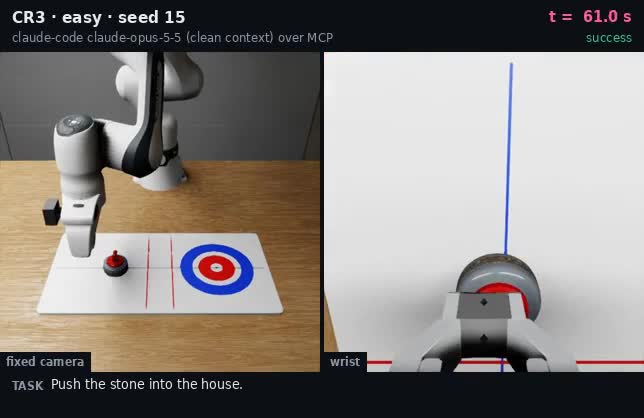 CR3 · easy · seed 15
t = 61.0 s
claude-code claude-opus-5-5 (clean context) over MCP
success
fixed camera
wrist
TASK Push the stone into the house.